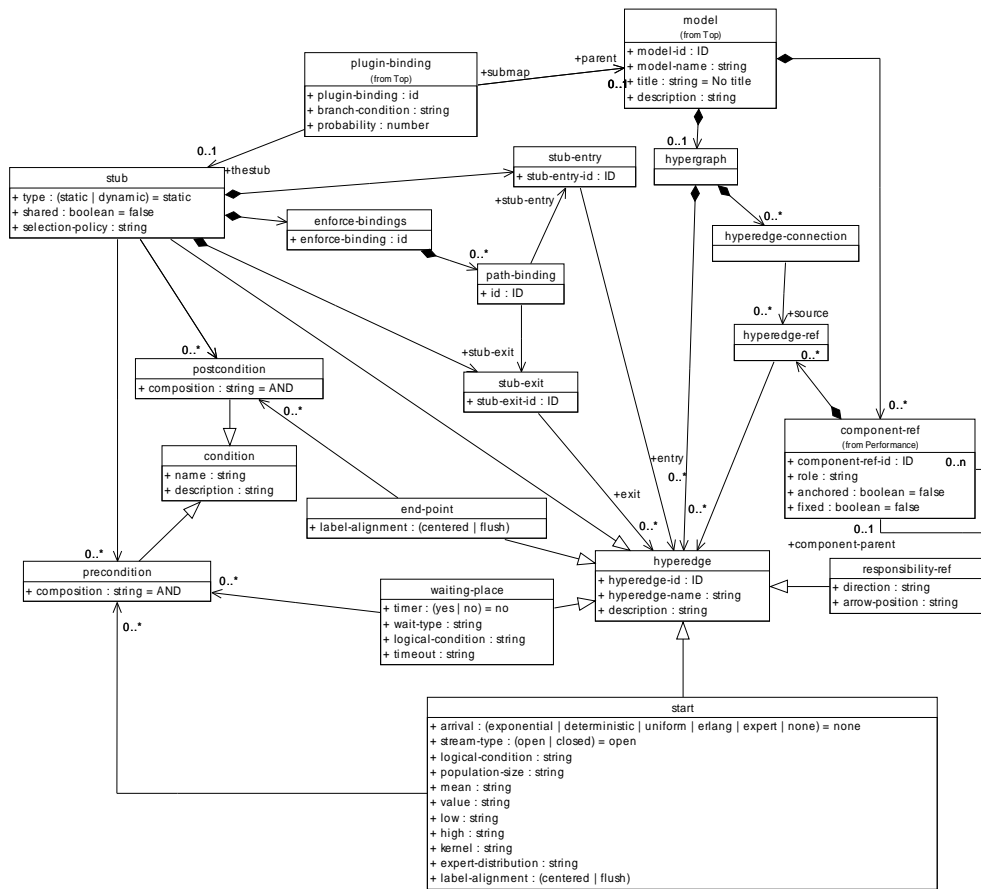 model
(from Top)
+ model-id : ID
+ model-name : string
+ title : string = No title
+ description : string
plugin-binding
(from Top)
+ plugin-binding : id
+ branch-condition : string
+ probability : number
+submap
+parent
0..1
0..1
+thestub
stub
+ type : (static | dynamic) = static
+ shared : boolean = false
+ selection-policy : string
stub-entry
+ stub-entry-id : ID
+stub-entry
0..1
hypergraph
enforce-bindings
+ enforce-binding : id
0..*
0..*
hyperedge-connection
path-binding
+ id : ID
0..*
+source
hyperedge-ref
0..*
0..*
postcondition
+ composition : string = AND
0..*
+stub-exit
stub-exit
+ stub-exit-id : ID
0..*
component-ref
(from Performance)
+ component-ref-id : ID
+ role : string
+ anchored : boolean = false
+ fixed : boolean = false
0..n
0..1
+component-parent
condition
+ name : string
+ description : string
+entry
0..*
+exit
0..*
0..*
end-point
+ label-alignment : (centered | flush)
0..*
precondition
+ composition : string = AND
0..*
0..*
waiting-place
+ timer : (yes | no) = no
+ wait-type : string
+ logical-condition : string
+ timeout : string
hyperedge
+ hyperedge-id : ID
+ hyperedge-name : string
+ description : string
responsibility-ref
+ direction : string
+ arrow-position : string
start
+ arrival : (exponential | deterministic | uniform | erlang | expert | none) = none
+ stream-type : (open | closed) = open
+ logical-condition : string
+ population-size : string
+ mean : string
+ value : string
+ low : string
+ high : string
+ kernel : string
+ expert-distribution : string
+ label-alignment : (centered | flush)